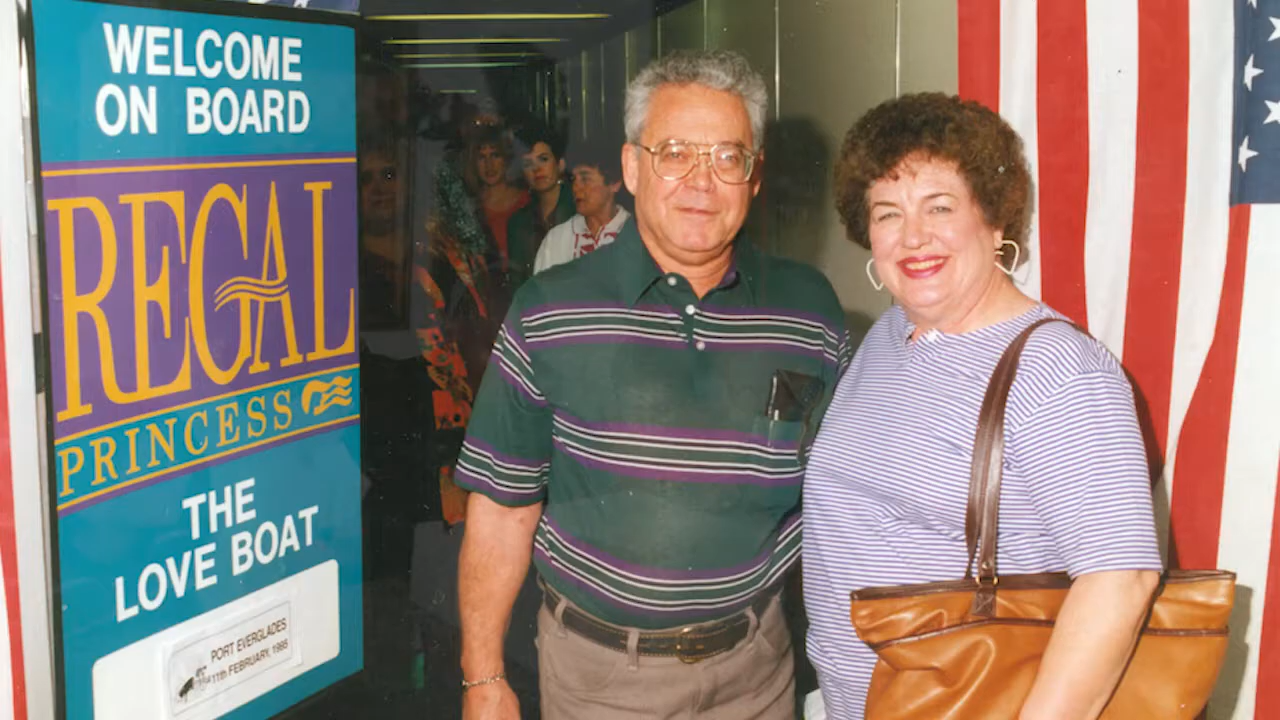 WELCOME
ON BOARD
REGAL
PRINCESS
THE
LOVE BOAT
PORT EVERGLADES
11TH FEBRUARY, 1995